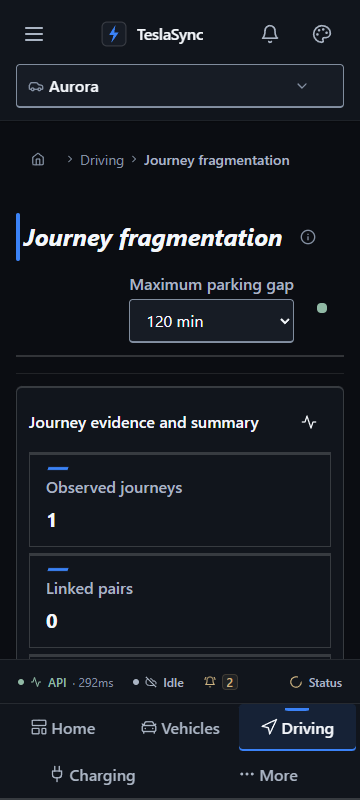 TeslaSync
Aurora
Driving
Journey fragmentation
Journey fragmentation
Maximum parking gap
120 min
Journey evidence and summary
Observed journeys
1
Linked pairs
0
API · 292ms
Idle
2
Status
Home
Vehicles
Driving
Charging
More